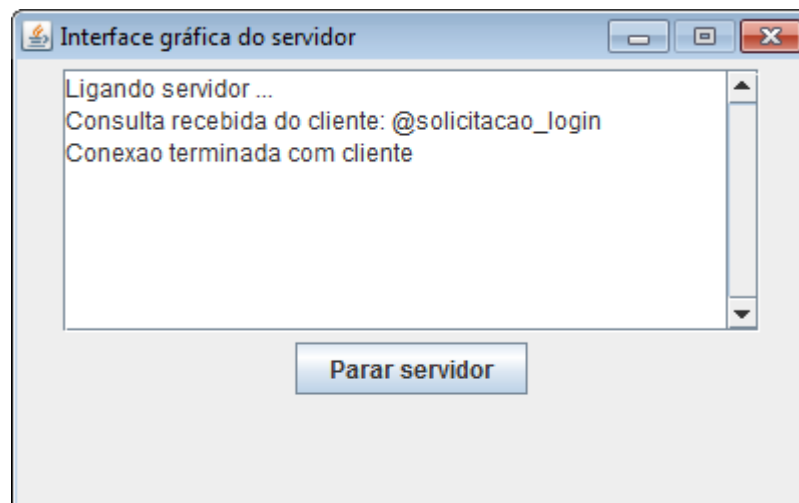 Interface gráfica do servidor
Ligando servidor ...
Consulta recebida do cliente: @solicitacao_login
Conexao terminada com cliente
Parar servidor